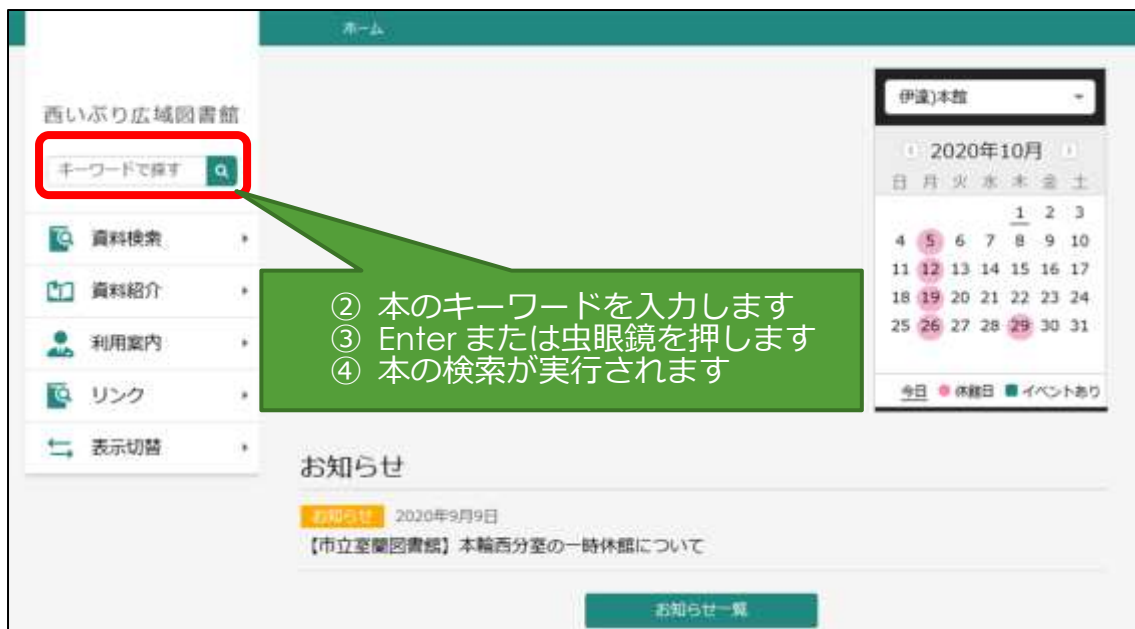 ホーム
西いぶり広域図書館
キーワードで探す
資料検索
資料紹介
利用案内
リンク
表示切替
② 本のキーワードを入力します
③ Enter または虫眼鏡を押します
④ 本の検索が実行されます
伊達)本館
2020年10月
日 月 火 水 木 金 土
1 2 3
4 5 6 7 8 9 10
11 12 13 14 15 16 17
18 19 20 21 22 23 24
25 26 27 28 29 30 31
今日 休館日 イベントあり
お知らせ
お知らせ 2020年9月9日
【市立室蘭図書館】本輪西分室の一時休館について
お知らせ一覧